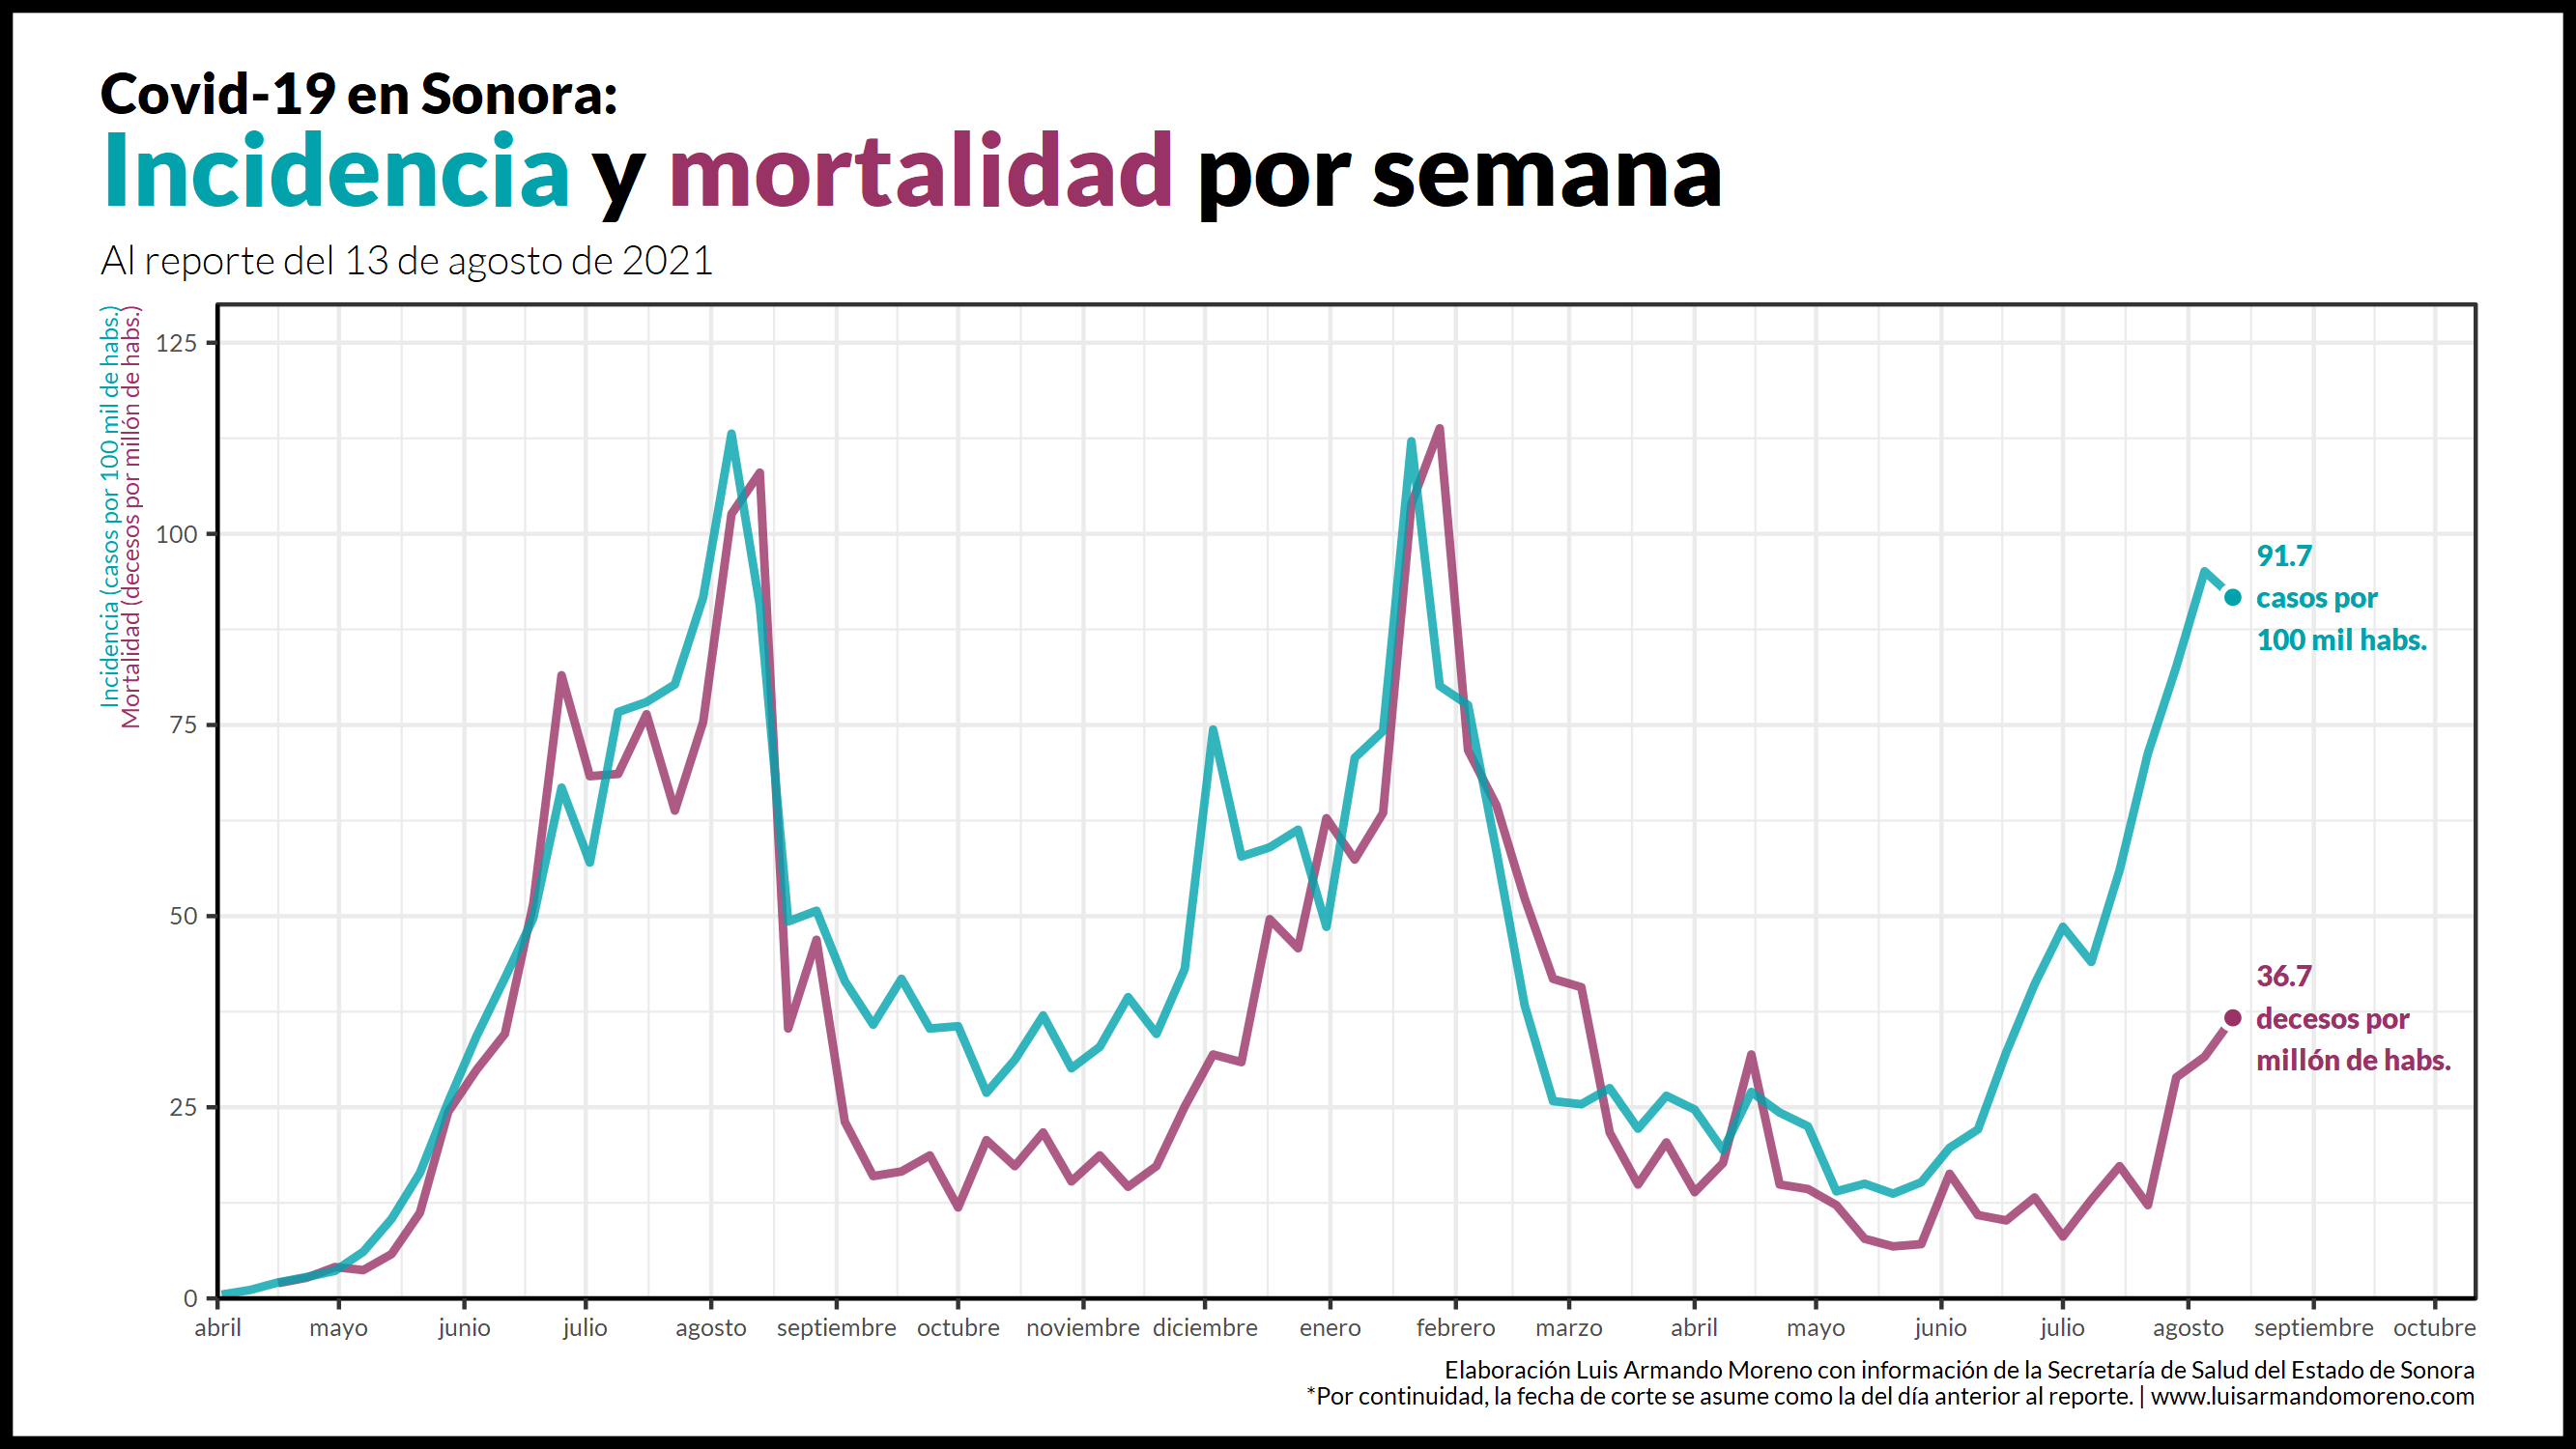 Covid-19 en Sonora:
Incidencia y mortalidad por semana
Al reporte del 13 de agosto de 2021
Incidencia (casos por 100 mil de habs.)
Mortalidad (decesos por millón de habs.)
125
100
75
50
25
0
91.7
casos por
100 mil habs.
36.7
decesos por
millón de habs.
abril mayo junio julio agosto septiembre octubre noviembre diciembre enero febrero marzo abril mayo junio julio agosto septiembre octubre
Elaboración Luis Armando Moreno con información de la Secretaría de Salud del Estado de Sonora
*Por continuidad, la fecha de corte se asume como la del día anterior al reporte. | www.luisarmandomoreno.com